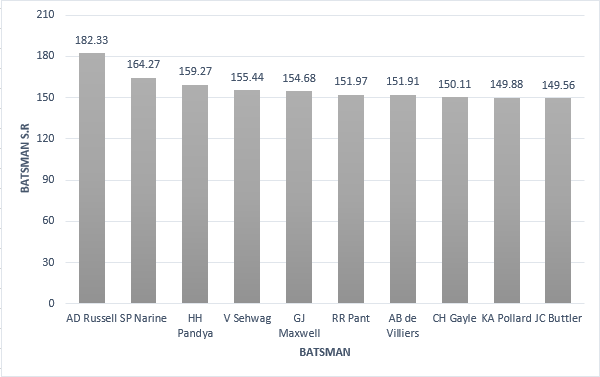 210
180
150
120
90
60
30
0
BATSMAN S.R
182.33
164.27
159.27
155.44
154.68
151.97
151.91
150.11
149.88
149.56
AD Russell
SP Narine
HH
Pandya
V Sehwag
GJ
Maxwell
RR Pant
AB de
Villiers
CH Gayle
KA Pollard
JC Buttler
BATSMAN